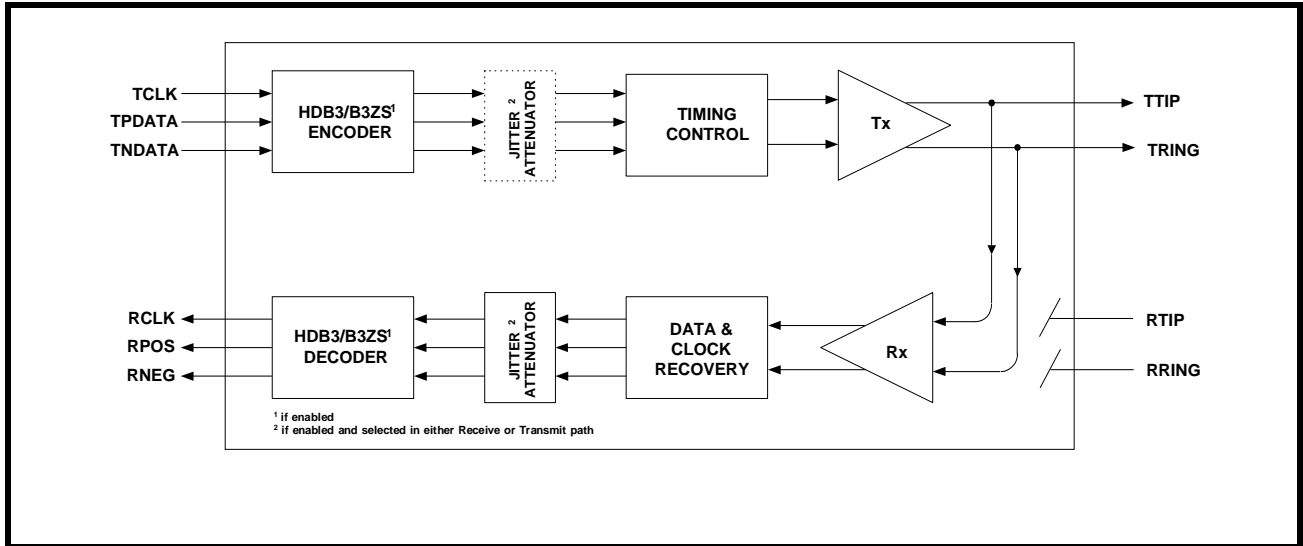 TCLK
TPDATA
TNDATA
HDB3/B3ZS¹
ENCODER
JITTER ²
ATTENUATOR
TIMING
CONTROL
Tx
TTIP
TRING
RCLK
RPOS
RNEG
HDB3/B3ZS¹
DECODER
JITTER ²
ATTENUATOR
DATA &
CLOCK
RECOVERY
Rx
RTIP
RRING
¹ if enabled
² if enabled and selected in either Receive or Transmit path